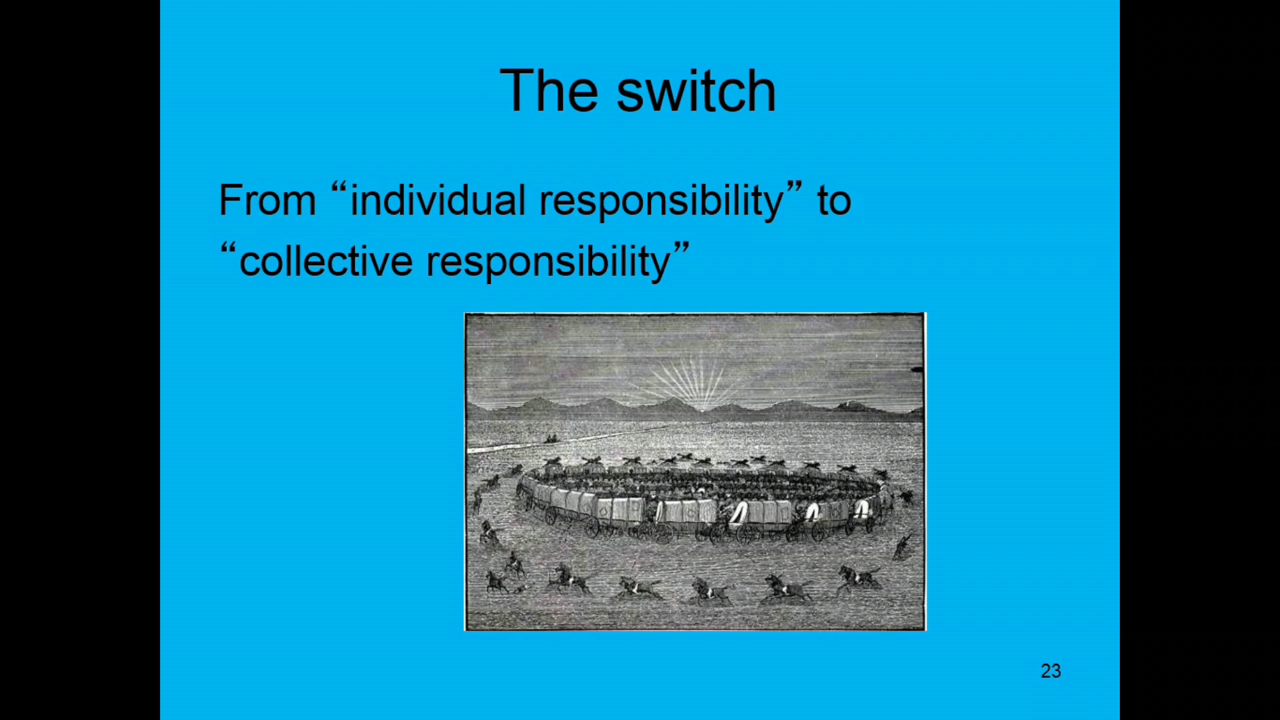 The switch
From “individual responsibility” to
“collective responsibility”
23